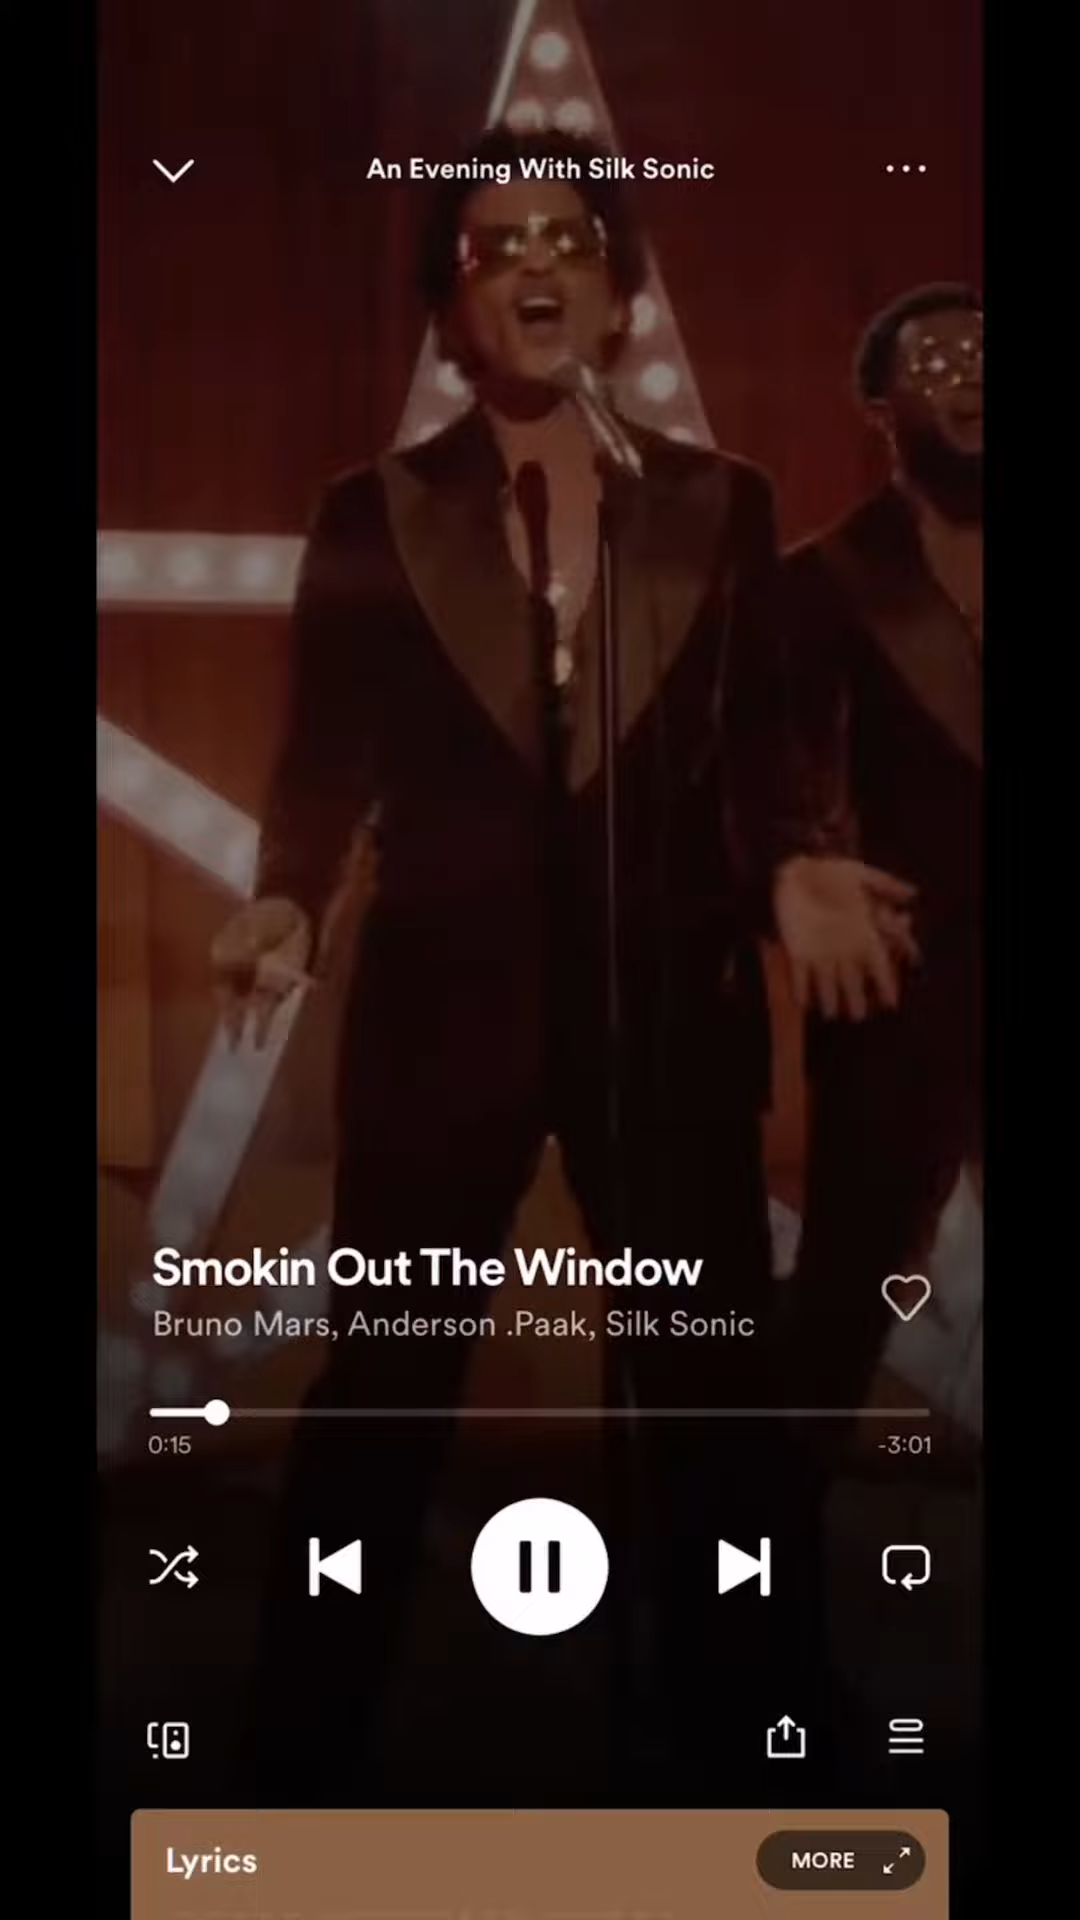 An Evening With Silk Sonic
Smokin Out The Window
Bruno Mars, Anderson .Paak, Silk Sonic
0:15
-3:01
Lyrics
MORE